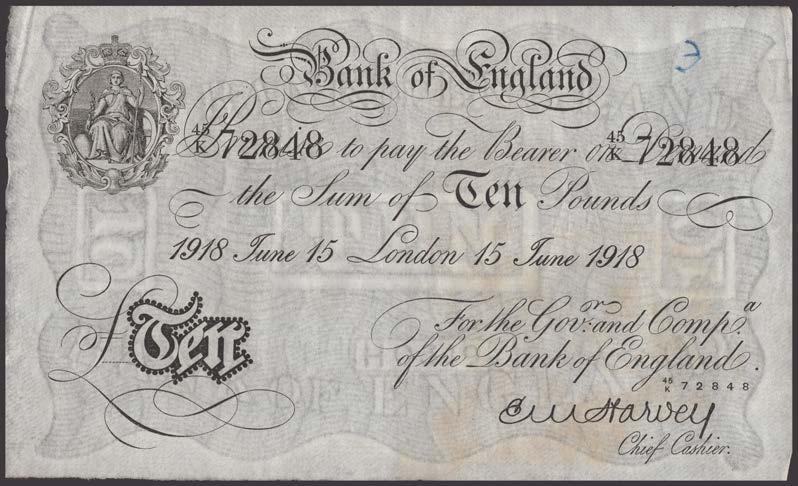 Bank of England
45/K 72848 I Promise to pay the Bearer on Demand 45/K 72848
the Sum of Ten Pounds
1918 June 15 London 15 June 1918
£Ten
For the Govr. and Compa.
of the Bank of England.
45/K 72848
E M Harvey
Chief Cashier.